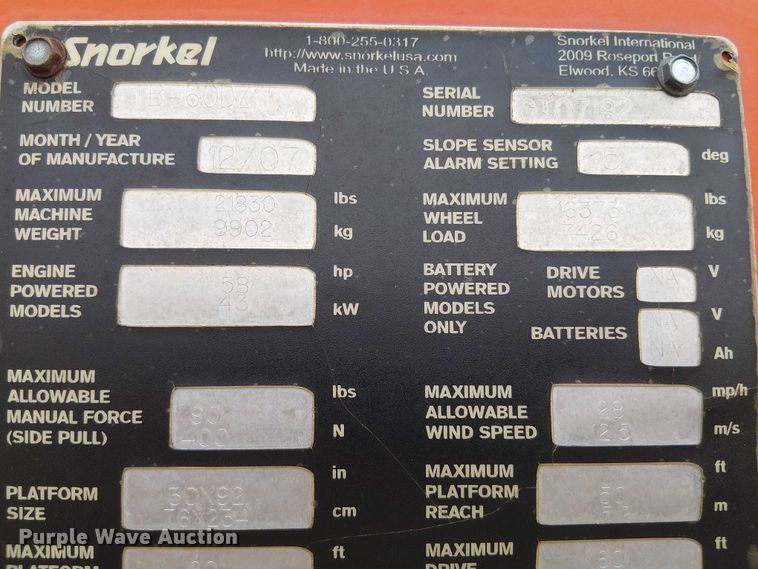 Snorkel
1-800-255-0317
http://www.snorkelusa.com
Made in the U S A
Snorkel International
2009 Roseport
Elwood, KS
MODEL NUMBER
SERIAL NUMBER
MONTH / YEAR OF MANUFACTURE 12/07
SLOPE SENSOR ALARM SETTING 5 deg
MAXIMUM MACHINE WEIGHT 21830 lbs
9902 kg
MAXIMUM WHEEL LOAD 16373 lbs
7426 kg
ENGINE POWERED MODELS 58 hp
43 kW
BATTERY POWERED MODELS ONLY
DRIVE MOTORS NA V
BATTERIES NA V
NA Ah
MAXIMUM ALLOWABLE MANUAL FORCE (SIDE PULL) 90 lbs
400 N
MAXIMUM ALLOWABLE WIND SPEED 28 mp/h
12.5 m/s
PLATFORM SIZE 30X92 in
cm
MAXIMUM PLATFORM REACH ft
m
MAXIMUM PLATFORM ft
MAXIMUM DRIVE 60 ft
Purple Wave Auction